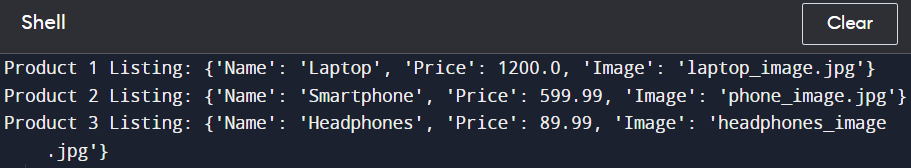 Shell
Clear
Product 1 Listing: {'Name': 'Laptop', 'Price': 1200.0, 'Image': 'laptop_image.jpg'}
Product 2 Listing: {'Name': 'Smartphone', 'Price': 599.99, 'Image': 'phone_image.jpg'}
Product 3 Listing: {'Name': 'Headphones', 'Price': 89.99, 'Image': 'headphones_image
.jpg'}